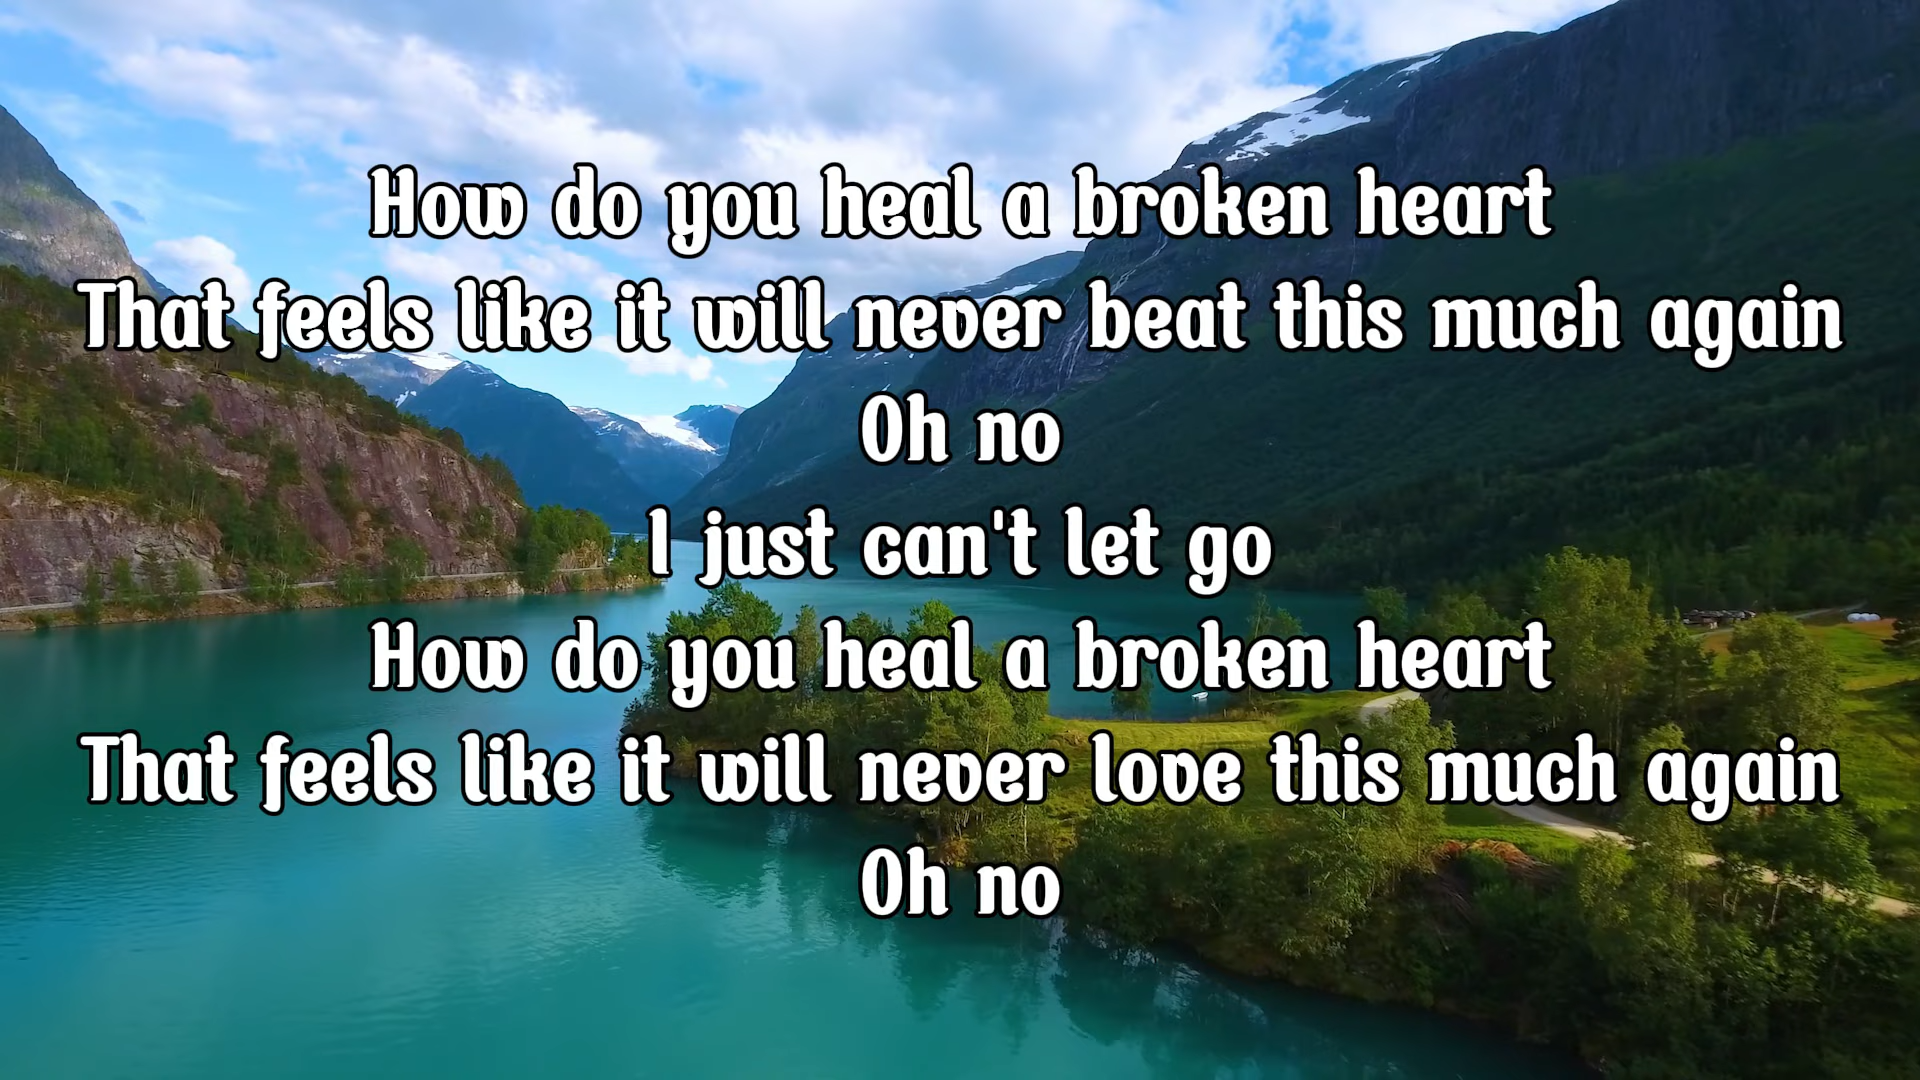 How do you heal a broken heart
That feels like it will never beat this much again
Oh no
I just can't let go
How do you heal a broken heart
That feels like it will never love this much again
Oh no